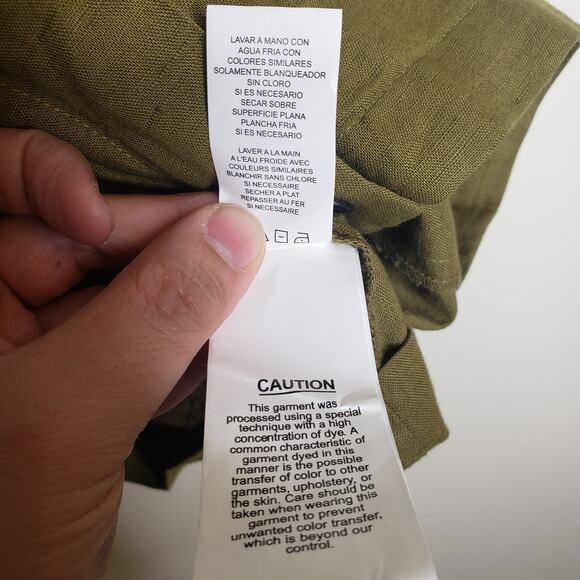 LAVAR A MANO CON
AGUA FRIA CON
COLORES SIMILARES
SOLAMENTE BLANQUEADOR
SIN CLORO
SI ES NECESARIO
SECAR SOBRE
SUPERFICIE PLANA
PLANCHA FRIA
SI ES NECESARIO
LAVER A LA MAIN
A L'EAU FROIDE AVEC
COULEURS SIMILAIRES
BLANCHIR SANS CHLORE
SI NECESSAIRE
SECHER A PLAT
REPASSER AU FER
SI NECESSAIRE
CAUTION
This garment was
processed using a special
technique with a high
concentration of dye. A
common characteristic of
garment dyed in this
manner is the possible
transfer of color to other
garments, upholstery, or
the skin. Care should be
taken when wearing this
garment to prevent
unwanted color transfer,
which is beyond our
control.